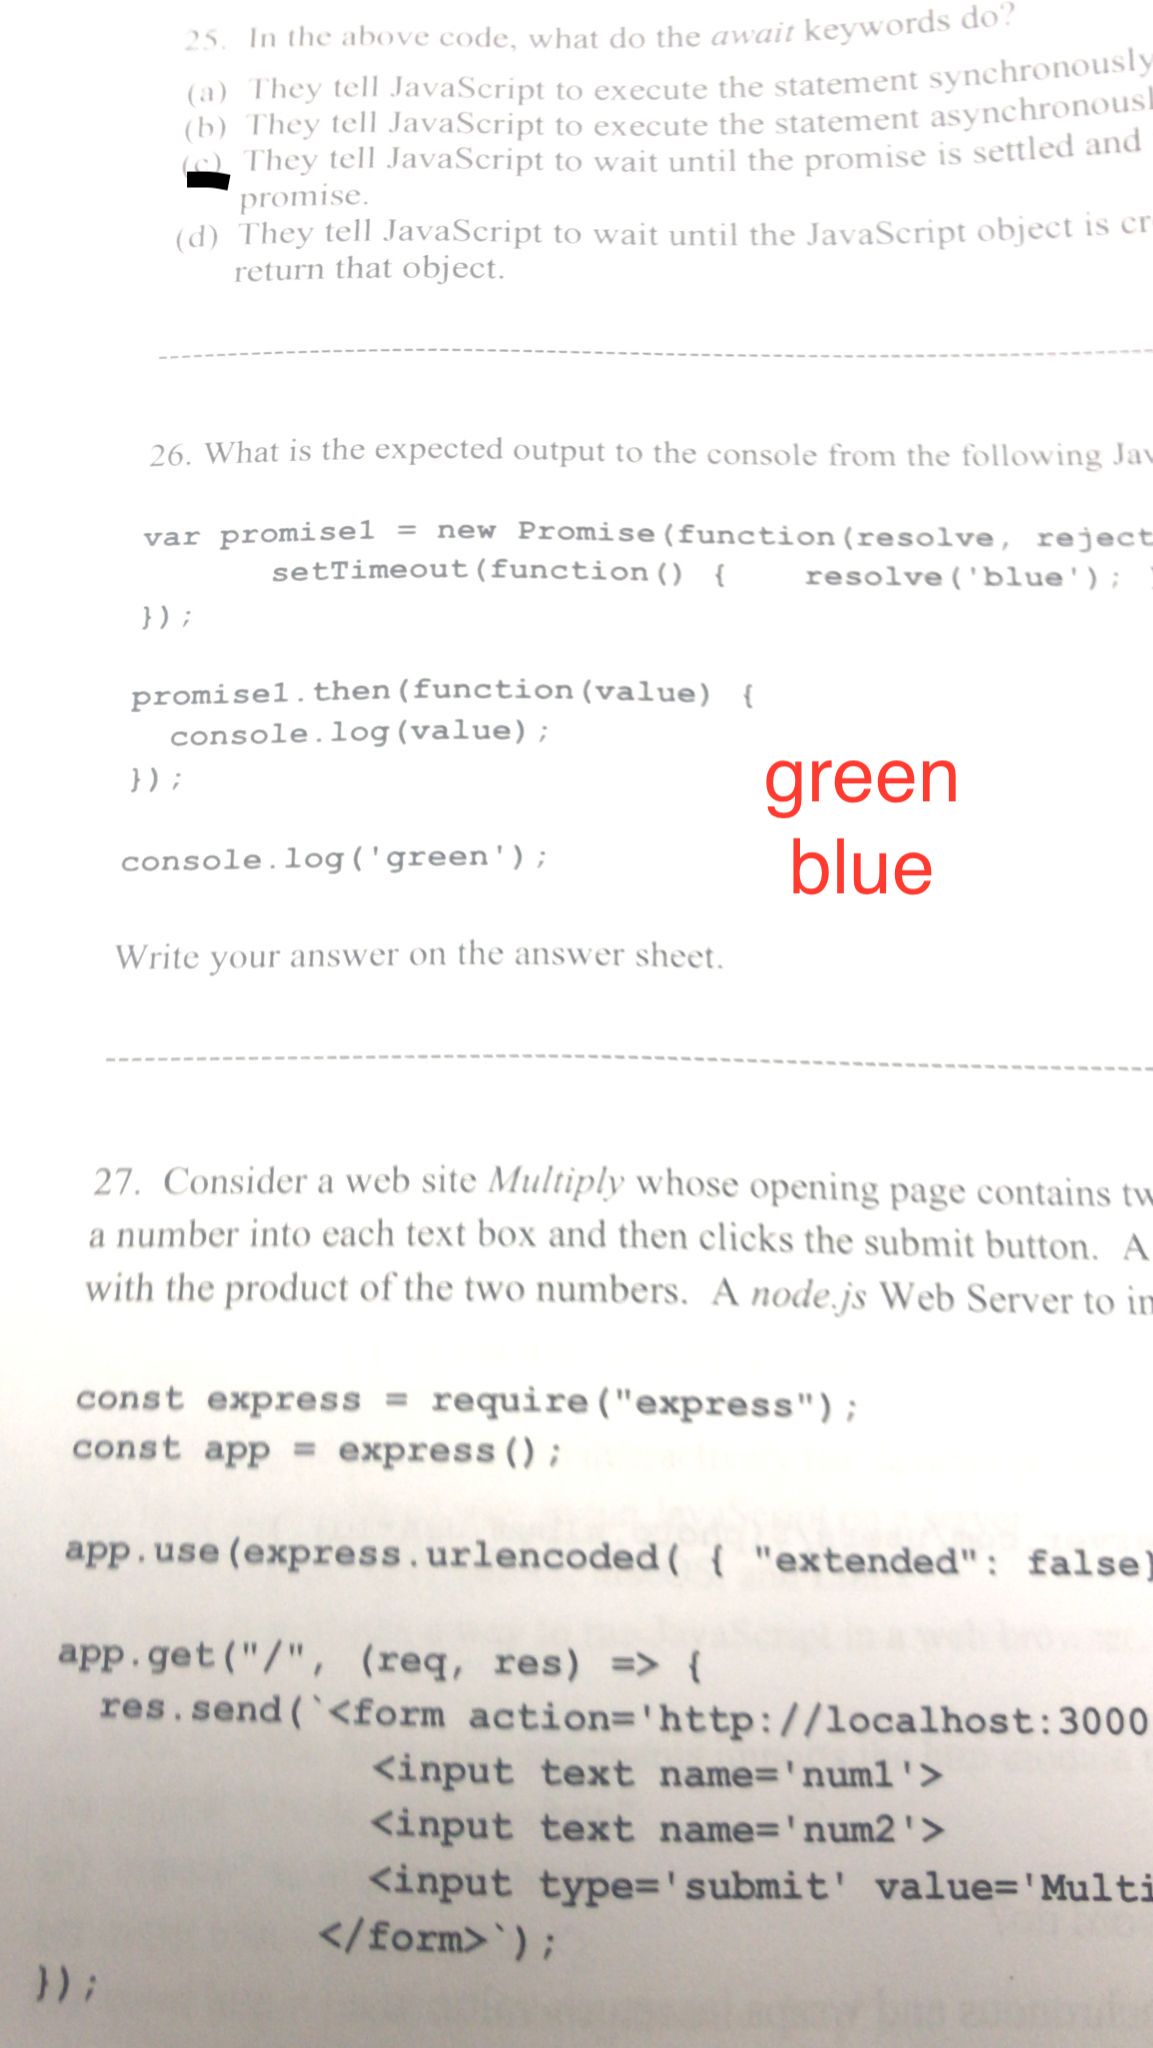 25. In the above code, what do the await keywords do?
(a) They tell JavaScript to execute the statement synchronously
(b) They tell JavaScript to execute the statement asynchronousl
(c) They tell JavaScript to wait until the promise is settled and
promise.
(d) They tell JavaScript to wait until the JavaScript object is cr
return that object.
26. What is the expected output to the console from the following Jav
var promise1 = new Promise(function(resolve, reject
setTimeout(function() { resolve('blue');
});
promise1.then(function(value) {
console.log(value);
});
green
blue
console.log('green');
Write your answer on the answer sheet.
27. Consider a web site Multiply whose opening page contains tw
a number into each text box and then clicks the submit button. A
with the product of the two numbers. A node.js Web Server to im
const express = require("express");
const app = express();
app.use(express.urlencoded( { "extended": false}
app.get("/", (req, res) => {
res.send(`<form action='http://localhost:3000
<input text name='num1'>
<input text name='num2'>
<input type='submit' value='Multi
</form>`);
});